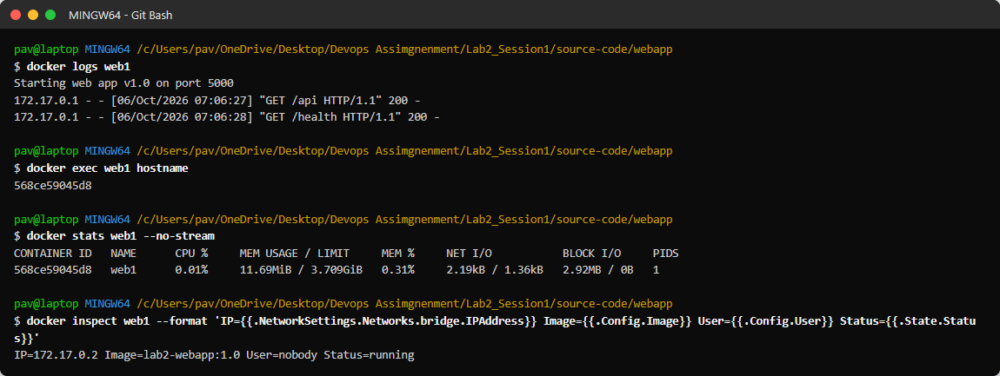 MINGW64 - Git Bash
pav@laptop MINGW64 /c/Users/pav/OneDrive/Desktop/Devops Assimgnenment/Lab2_Session1/source-code/webapp
$ docker logs web1
Starting web app v1.0 on port 5000
172.17.0.1 - - [06/Oct/2026 07:06:27] "GET /api HTTP/1.1" 200 -
172.17.0.1 - - [06/Oct/2026 07:06:28] "GET /health HTTP/1.1" 200 -
pav@laptop MINGW64 /c/Users/pav/OneDrive/Desktop/Devops Assimgnenment/Lab2_Session1/source-code/webapp
$ docker exec web1 hostname
568ce59045d8
pav@laptop MINGW64 /c/Users/pav/OneDrive/Desktop/Devops Assimgnenment/Lab2_Session1/source-code/webapp
$ docker stats web1 --no-stream
CONTAINER ID   NAME      CPU %     MEM USAGE / LIMIT     MEM %     NET I/O           BLOCK I/O     PIDS
568ce59045d8   web1      0.01%     11.69MiB / 3.709GiB   0.31%     2.19kB / 1.36kB   2.92MB / 0B   1
pav@laptop MINGW64 /c/Users/pav/OneDrive/Desktop/Devops Assimgnenment/Lab2_Session1/source-code/webapp
$ docker inspect web1 --format 'IP={{.NetworkSettings.Networks.bridge.IPAddress}} Image={{.Config.Image}} User={{.Config.User}} Status={{.State.Statu
s}}'
IP=172.17.0.2 Image=lab2-webapp:1.0 User=nobody Status=running